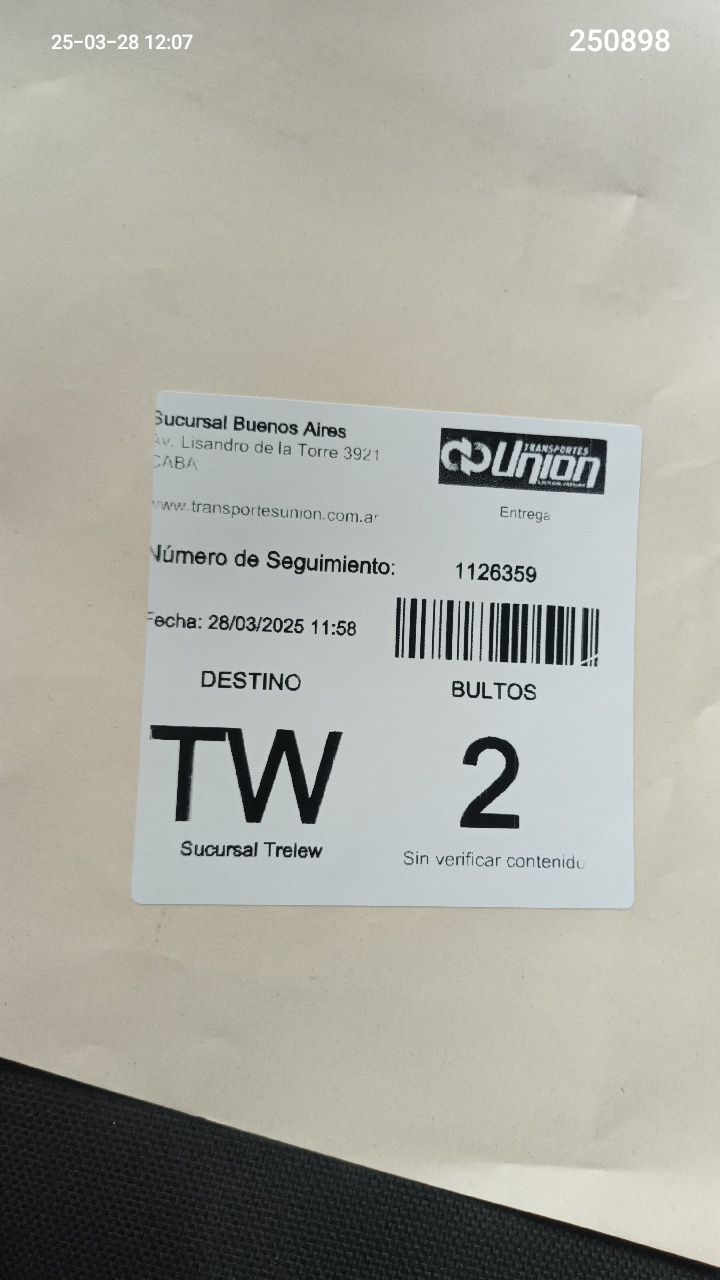 25-03-28 12:07
250898
Sucursal Buenos Aires
Av. Lisandro de la Torre 3921
CABA
www.transportesunion.com.ar
TRANSPORTES
Union
Entrega
Número de Seguimiento: 1126359
Fecha: 28/03/2025 11:58
DESTINO
BULTOS
TW
2
Sucursal Trelew
Sin verificar contenido